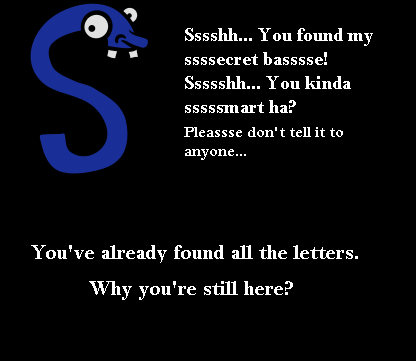 Sssshh... You found my
ssssecret basssse!
Ssssshh... You kinda
sssssmart ha?
Pleassse don't tell it to
anyone...
You've already found all the letters.
Why you're still here?